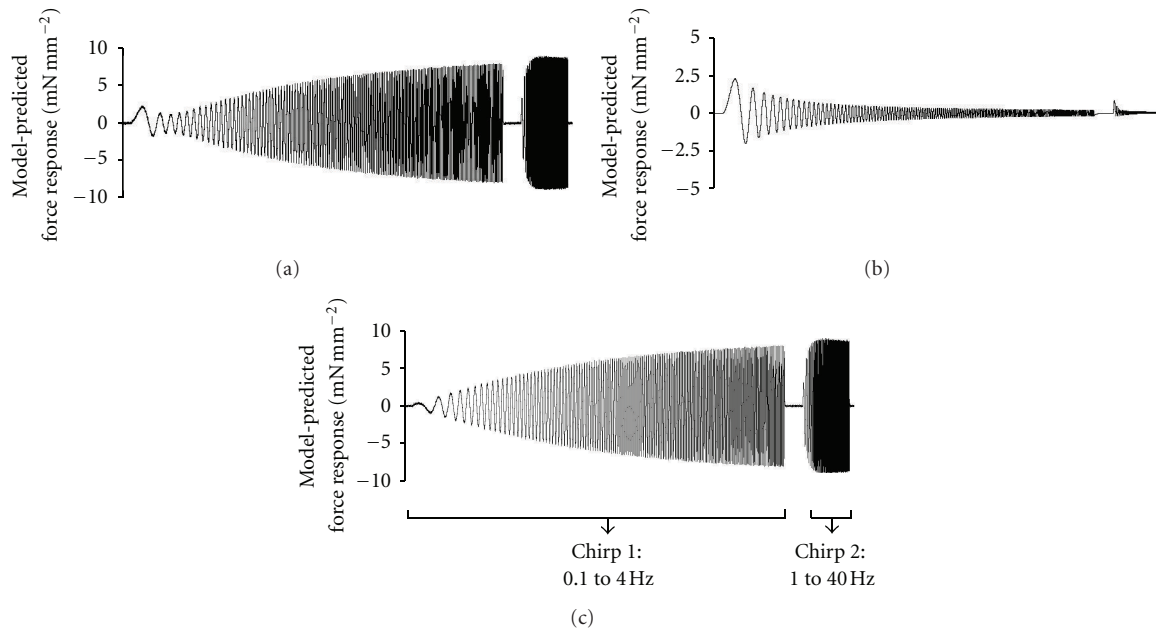 Model-predicted
force response (mN mm−2)
10
5
0
−5
−10
(a)
Model-predicted
force response (mN mm−2)
5
2.5
0
−2.5
−5
(b)
Model-predicted
force response (mN mm−2)
10
5
0
−5
−10
Chirp 1:
0.1 to 4 Hz
Chirp 2:
1 to 40 Hz
(c)